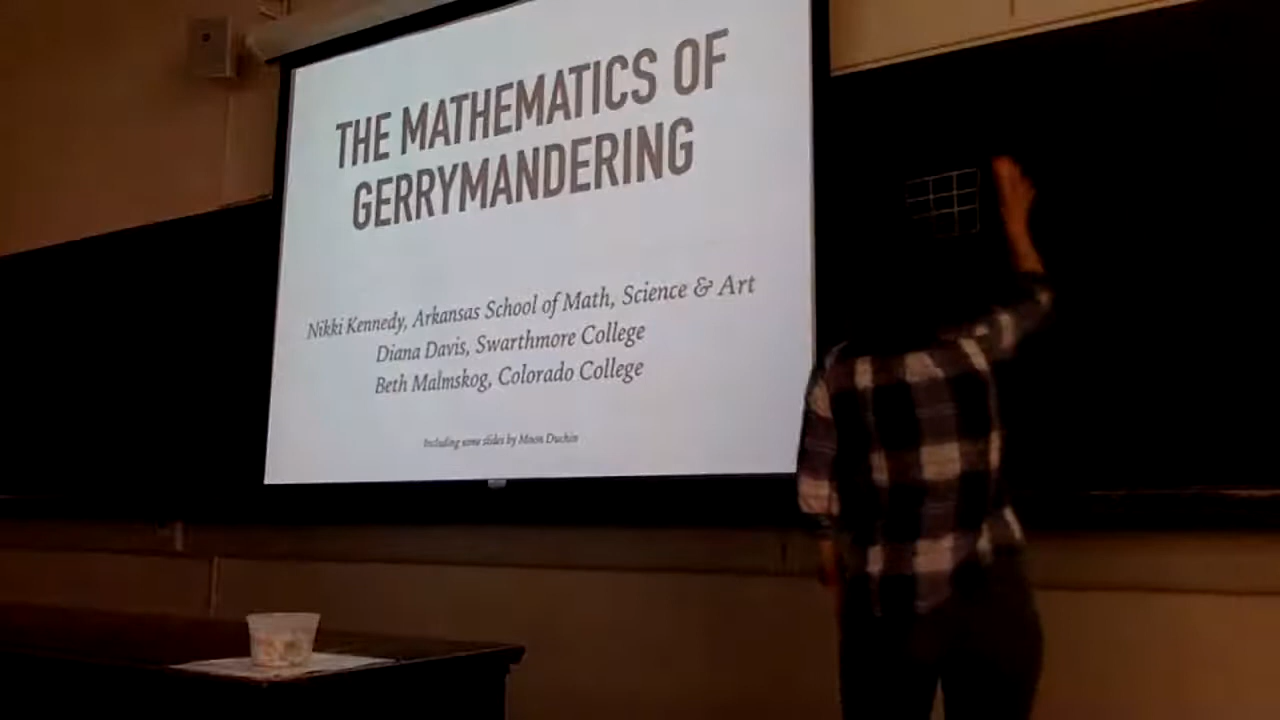 THE MATHEMATICS OF
GERRYMANDERING
Nikki Kennedy, Arkansas School of Math, Science & Art
Diana Davis, Swarthmore College
Beth Malmskog, Colorado College
Including some slides by Moon Duchin